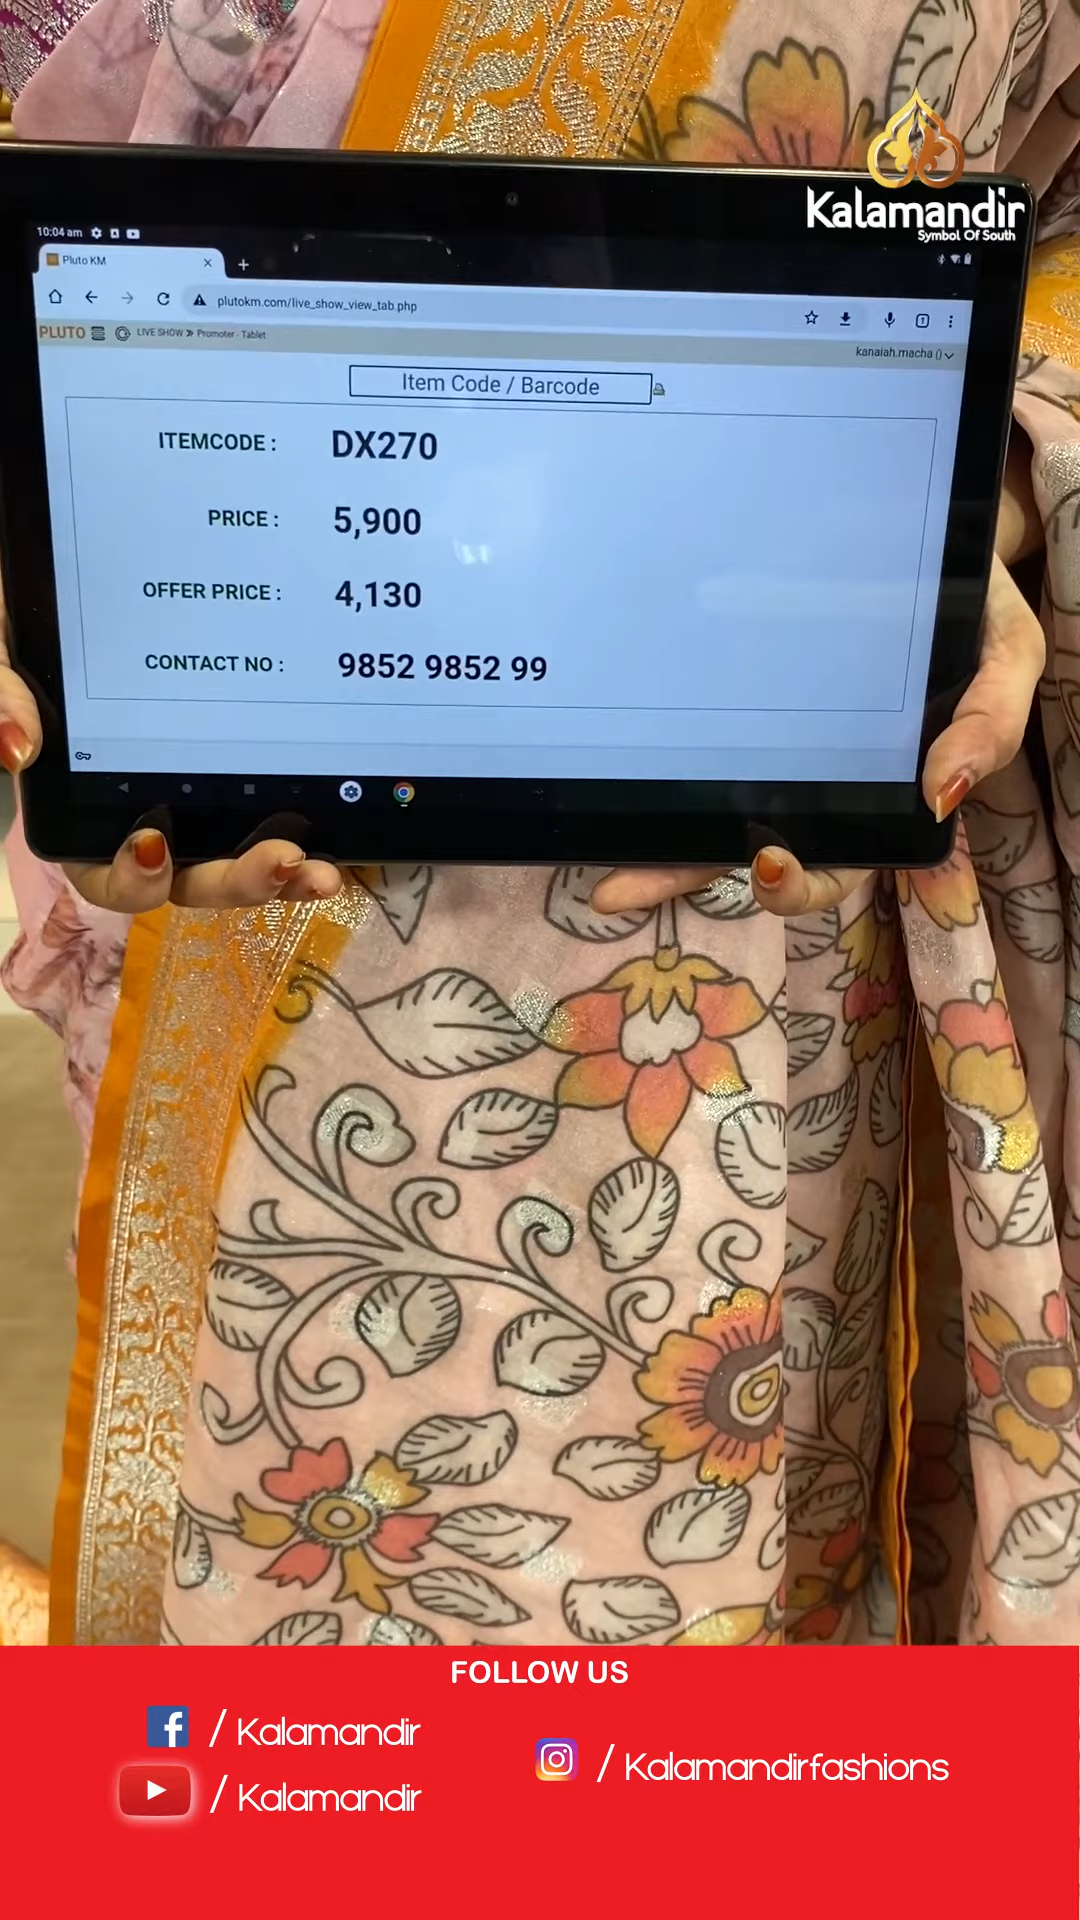 Kalamandir
Symbol Of South
10:04 am
Pluto KM
plutokm.com/live_show_view_tab.php
PLUTO LIVE SHOW Promoter - Tablet
kanaiah.macha ()
Item Code / Barcode
ITEMCODE : DX270
PRICE : 5,900
OFFER PRICE : 4,130
CONTACT NO : 9852 9852 99
FOLLOW US
/ Kalamandir
/ Kalamandirfashions
/ Kalamandir